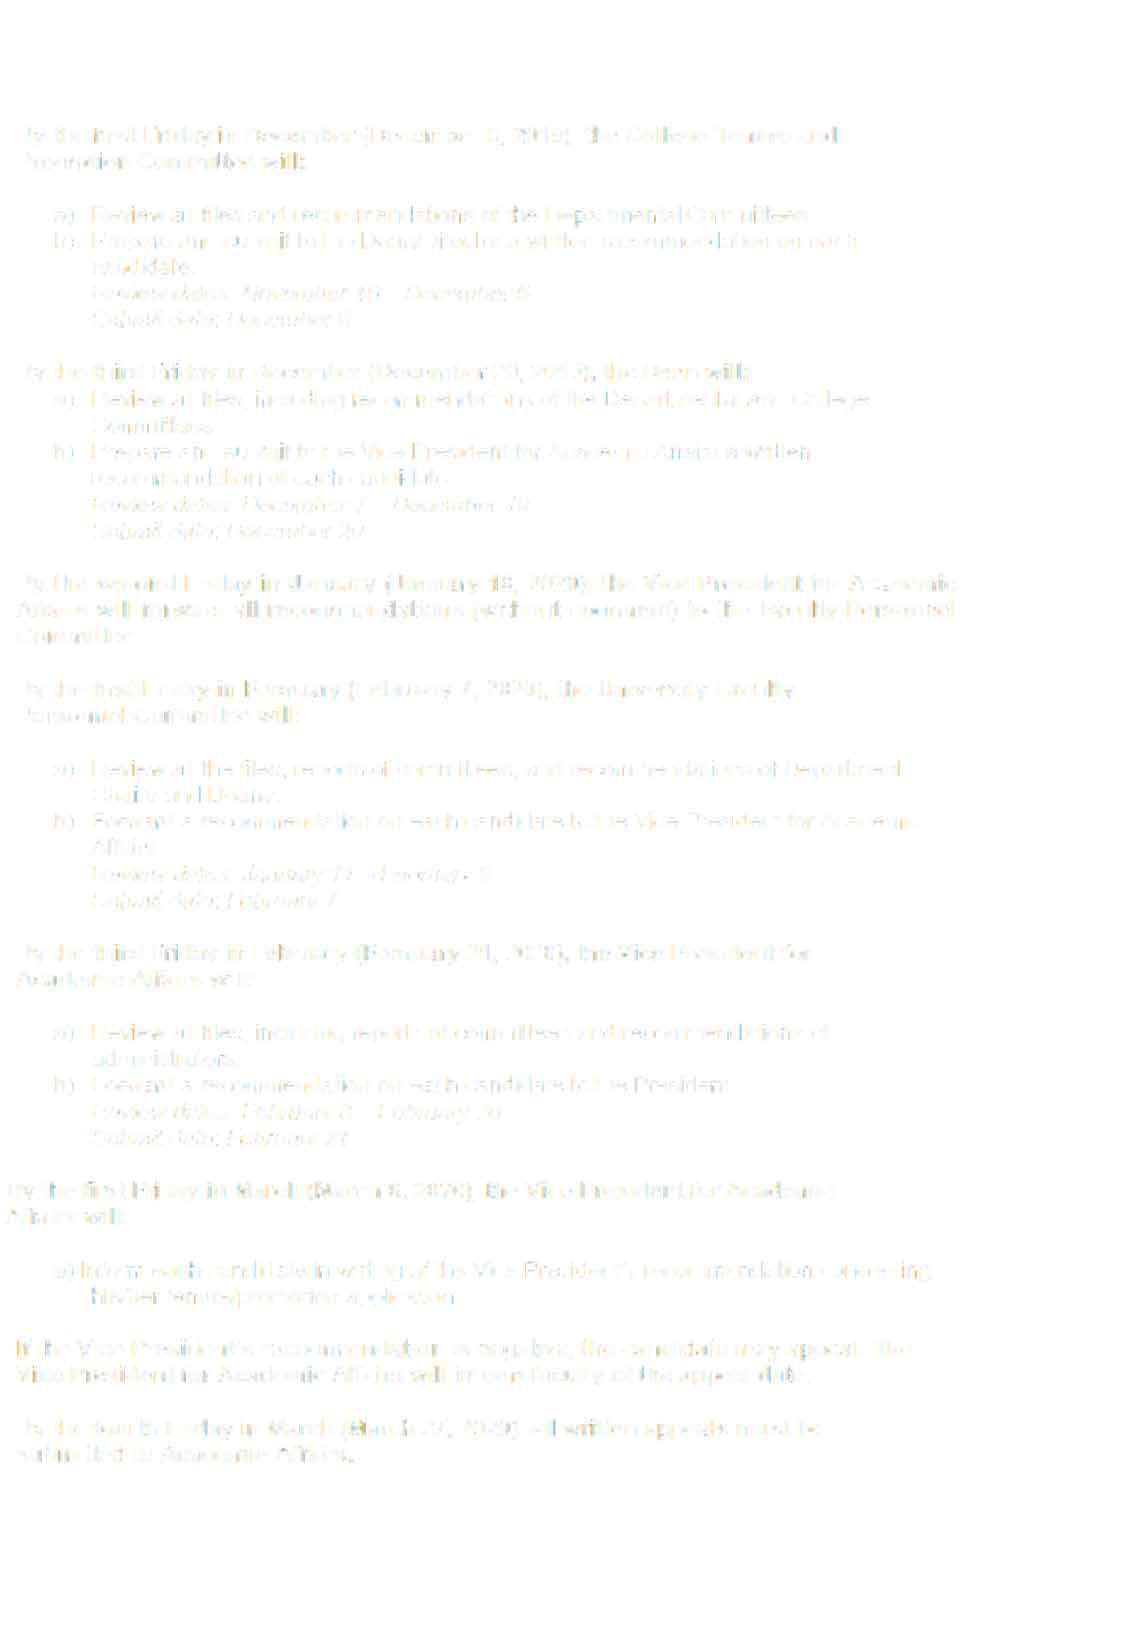 By the first Friday in December (December 6, 2019), the College Tenure and
Promotion Committee will:
a) Review all files and recommendations of the Departmental Committees.
b) Prepare and submit to the Dean/Director a written recommendation on each
candidate.
Review dates: November 16 - December 5
Submit date: December 6
By the third Friday in December (December 20, 2019), the Dean will:
a) Review all files, including recommendations of the Departmental and College
Committees.
b) Prepare and submit to the Vice President for Academic Affairs a written
recommendation on each candidate.
Review dates: December 7 - December 19
Submit date: December 20
By the second Friday in January (January 10, 2020), the Vice President for Academic
Affairs will forward all recommendations (without comment) to the Faculty Personnel
Committee.
By the first Friday in February (February 7, 2020), the University Faculty
Personnel Committee will:
a) Review all the files, reports of committees, and recommendations of Department
Chairs and Deans.
b) Forward a recommendation on each candidate to the Vice President for Academic
Affairs.
Review dates: January - February
Submit date: February 7
By the third Friday in February (February 21, 2020), the Vice President for
Academic Affairs will:
a) Review all files, including reports of committees and recommendations of
administrators.
b) Forward a recommendation on each candidate to the President.
Review dates: February 8 - February 20
Submit date: February 21
By the first Friday in March (March 6, 2020), the Vice President for Academic
Affairs will:
a) Inform each candidate in writing of the Vice President's recommendation concerning
his/her tenure/promotion application.
If the Vice President's recommendation is negative, the candidate may appeal. The
Vice President for Academic Affairs will inform faculty of the appeal date.
By the fourth Friday in March (March 27, 2020), all written appeals must be
submitted to Academic Affairs.